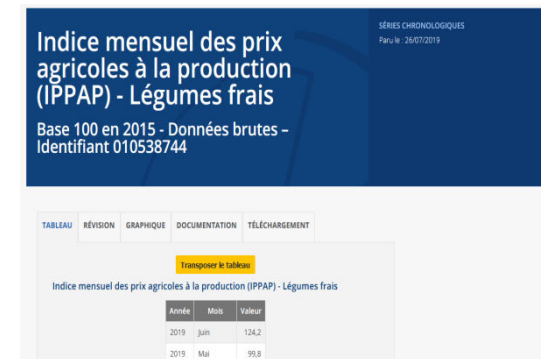 Indice mensuel des prix
agricoles à la production
(IPPAP) - Légumes frais
Base 100 en 2015 - Données brutes –
Identifiant 010538744
SÉRIES CHRONOLOGIQUES
Paru le : 26/07/2019
TABLEAU RÉVISION GRAPHIQUE DOCUMENTATION TÉLÉCHARGEMENT
Transposer le tableau
Indice mensuel des prix agricoles à la production (IPPAP) - Légumes frais
Année Mois Valeur
2019 Juin 124,2
2019 Mai 99,8